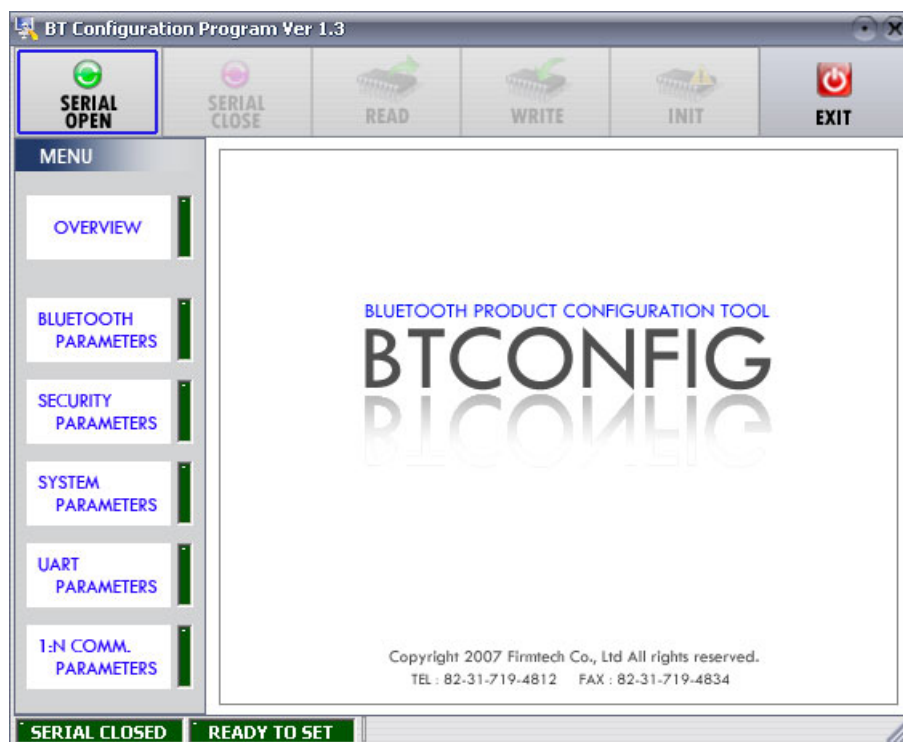 BT Configuration Program Ver 1.3
SERIAL
OPEN
SERIAL
CLOSE
READ
WRITE
INIT
EXIT
MENU
OVERVIEW
BLUETOOTH
PARAMETERS
SECURITY
PARAMETERS
SYSTEM
PARAMETERS
UART
PARAMETERS
1:N COMM.
PARAMETERS
BLUETOOTH PRODUCT CONFIGURATION TOOL
BTCONFIG
Copyright 2007 Firmtech Co., Ltd All rights reserved.
TEL : 82-31-719-4812 FAX : 82-31-719-4834
SERIAL CLOSED
READY TO SET